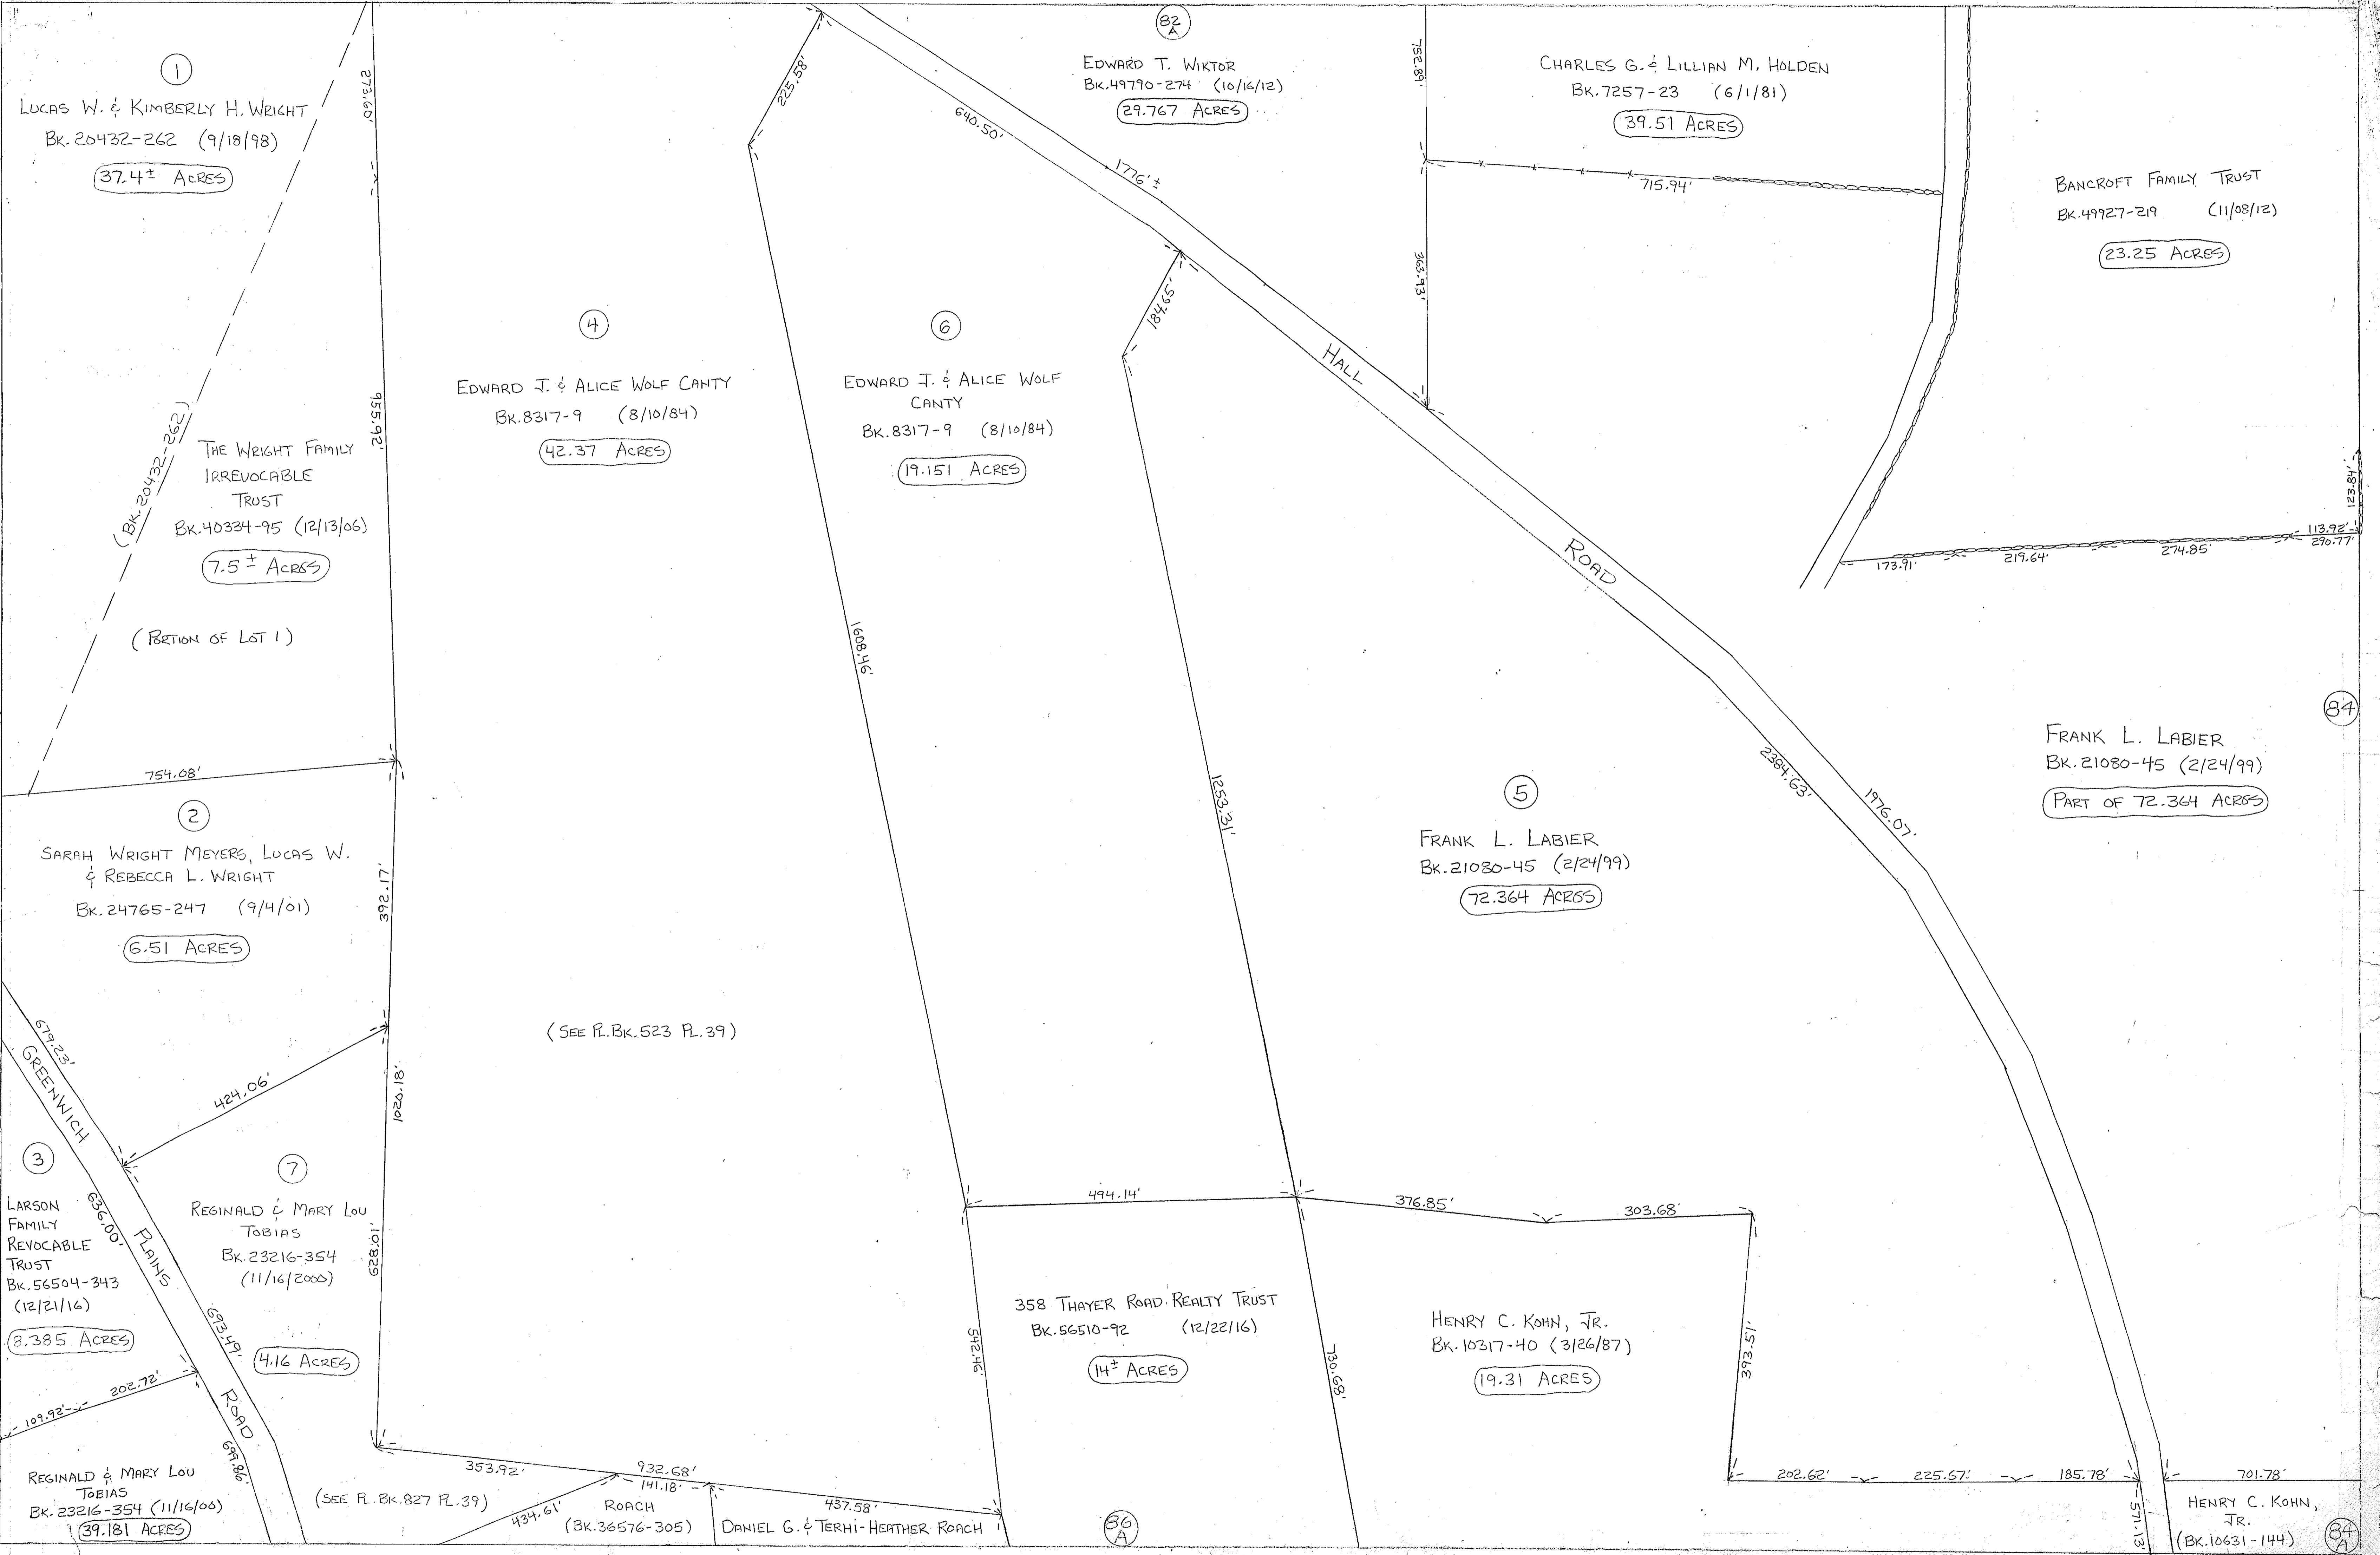 1
LUCAS W. & KIMBERLY H. WRIGHT
BK. 20432-262 (9/18/98)
37.4± ACRES
273.60'
955.92'
(BK. 20432-262)
THE WRIGHT FAMILY
IRREVOCABLE
TRUST
BK.40334-95 (12/13/06)
7.5± ACRES
(PORTION OF LOT 1)
754.08'
2
SARAH WRIGHT MEYERS, LUCAS W.
& REBECCA L. WRIGHT
BK. 24765-247 (9/4/01)
6.51 ACRES
392.17'
1020.18'
679.23'
424.06'
GREENWICH
PLAINS
ROAD
3
LARSON
FAMILY
REVOCABLE
TRUST
BK.56504-343
(12/21/16)
8.385 ACRES
636.00'
693.49'
7
REGINALD & MARY LOU
TOBIAS
BK.23216-354
(11/16/2000)
4.16 ACRES
628.01'
109.92'
202.72'
699.86'
REGINALD & MARY LOU
TOBIAS
BK.23216-354 (11/16/00)
39.181 ACRES
4
EDWARD J. & ALICE WOLF CANTY
BK.8317-9 (8/10/84)
42.37 ACRES
(SEE PL.BK.523 PL.39)
225.58'
1608.46'
640.50'
1776'±
6
EDWARD J. & ALICE WOLF
CANTY
BK.8317-9 (8/10/84)
19.151 ACRES
184.65'
1253.31'
82
A
EDWARD T. WIKTOR
BK.49790-274 (10/16/12)
29.767 ACRES
752.89'
363.93'
CHARLES G. & LILLIAN M. HOLDEN
BK.7257-23 (6/1/81)
39.51 ACRES
715.94'
BANCROFT FAMILY TRUST
BK.49927-219 (11/08/12)
23.25 ACRES
123.84'
113.92'
290.77'
274.85'
219.64'
173.91'
HALL
ROAD
84
FRANK L. LABIER
BK.21080-45 (2/24/99)
PART OF 72.364 ACRES
2384.63'
1976.07'
5
FRANK L. LABIER
BK.21080-45 (2/24/99)
72.364 ACRES
494.14'
376.85'
303.68'
358 THAYER ROAD REALTY TRUST
BK.56510-92 (12/22/16)
14± ACRES
542.46'
730.68'
HENRY C. KOHN, JR.
BK.10317-40 (3/26/87)
19.31 ACRES
393.51'
202.62'
225.67'
185.78'
701.78'
571.13'
HENRY C. KOHN,
JR.
(BK.10631-144)
84
A
353.92'
932.68'
141.18'
437.58'
434.61'
(SEE PL.BK.827 PL.39)
ROACH
(BK.36576-305)
DANIEL G. & TERHI-HEATHER ROACH
86
A